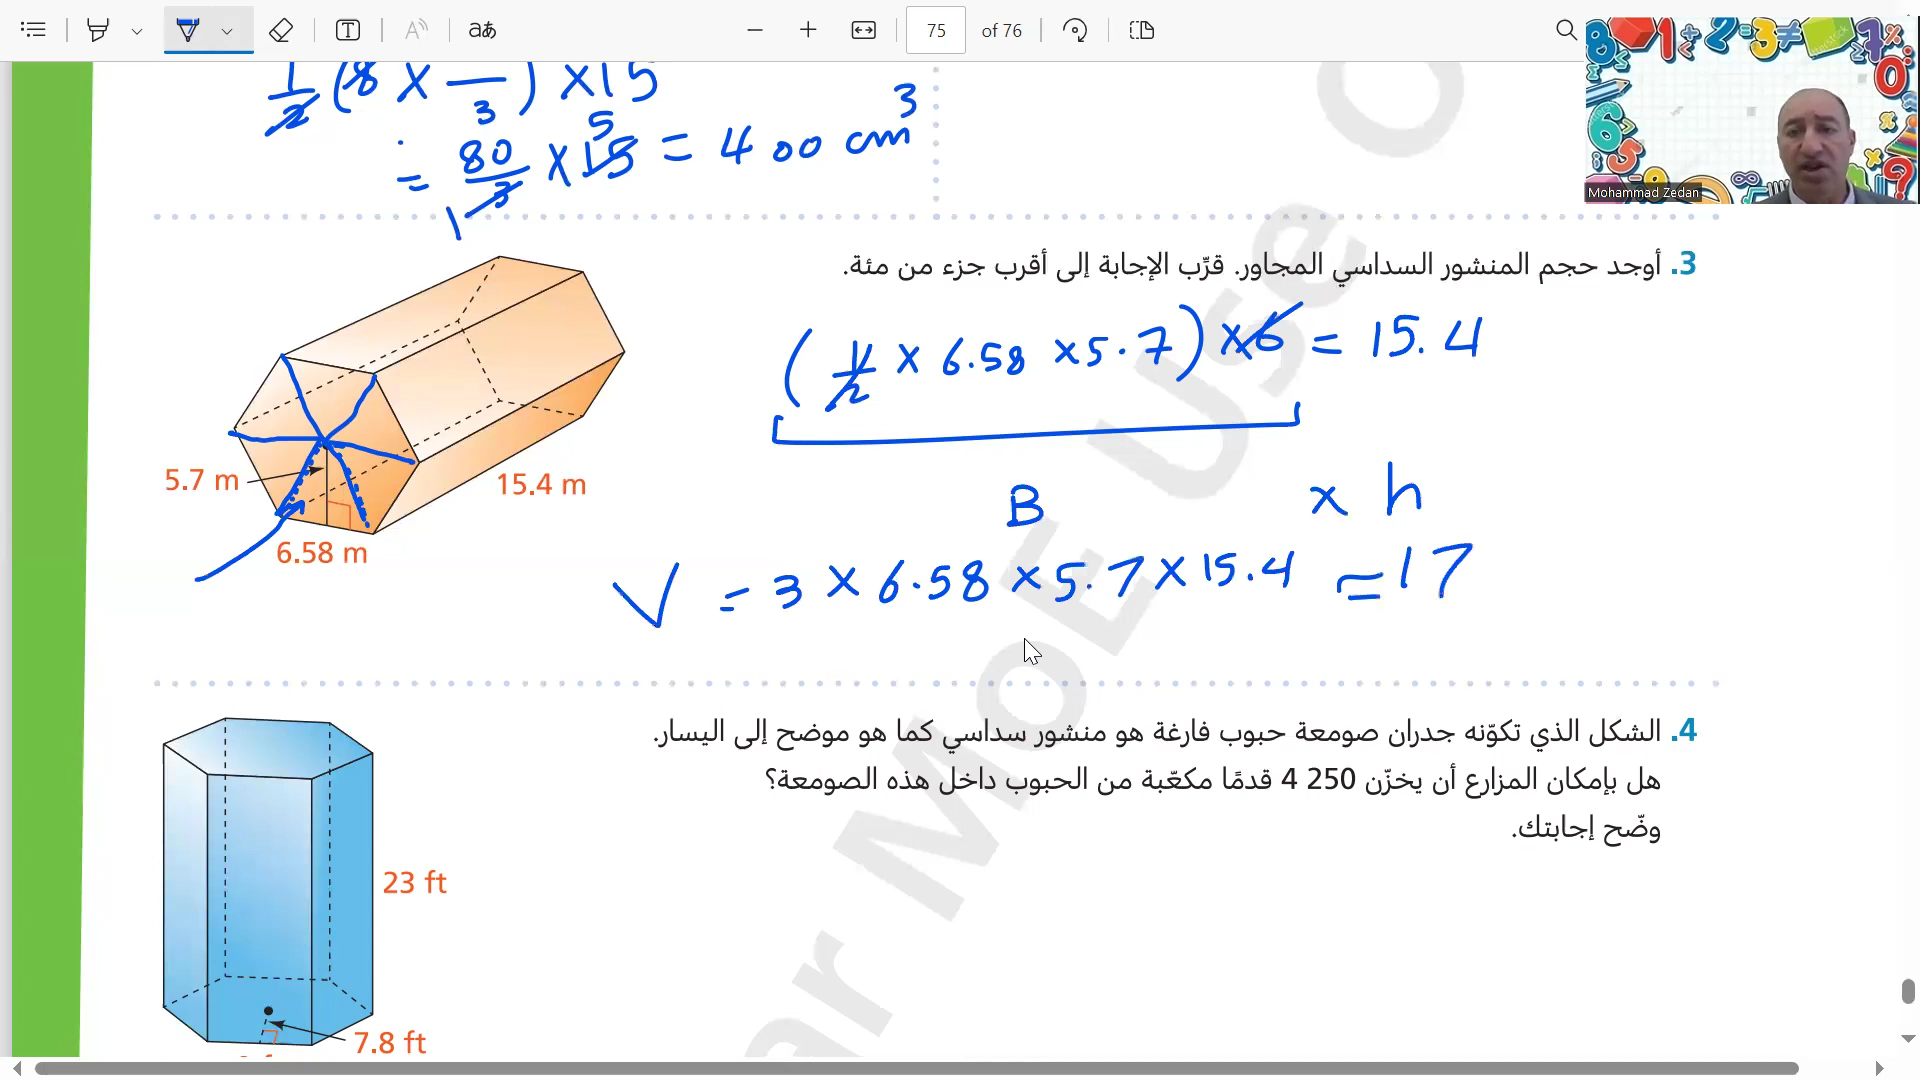 75 of 76
Mohammad Zedan
1/2 (8 × —/3) × 15
= 80/3 × 15 = 400 cm³
1
5
3. أوجد حجم المنشور السداسي المجاور. قرِّب الإجابة إلى أقرب جزء من مئة.
(1/2 × 6.58 × 5.7) × 6 = 15.4
B × h
V = 3 × 6.58 × 5.7 × 15.4 = 17
5.7 m
15.4 m
6.58 m
4. الشكل الذي تكوّنه جدران صومعة حبوب فارغة هو منشور سداسي كما هو موضح إلى اليسار.
هل بإمكان المزارع أن يخزّن 250 4 قدمًا مكعّبة من الحبوب داخل هذه الصومعة؟
وضّح إجابتك.
23 ft
7.8 ft
MoE Use O